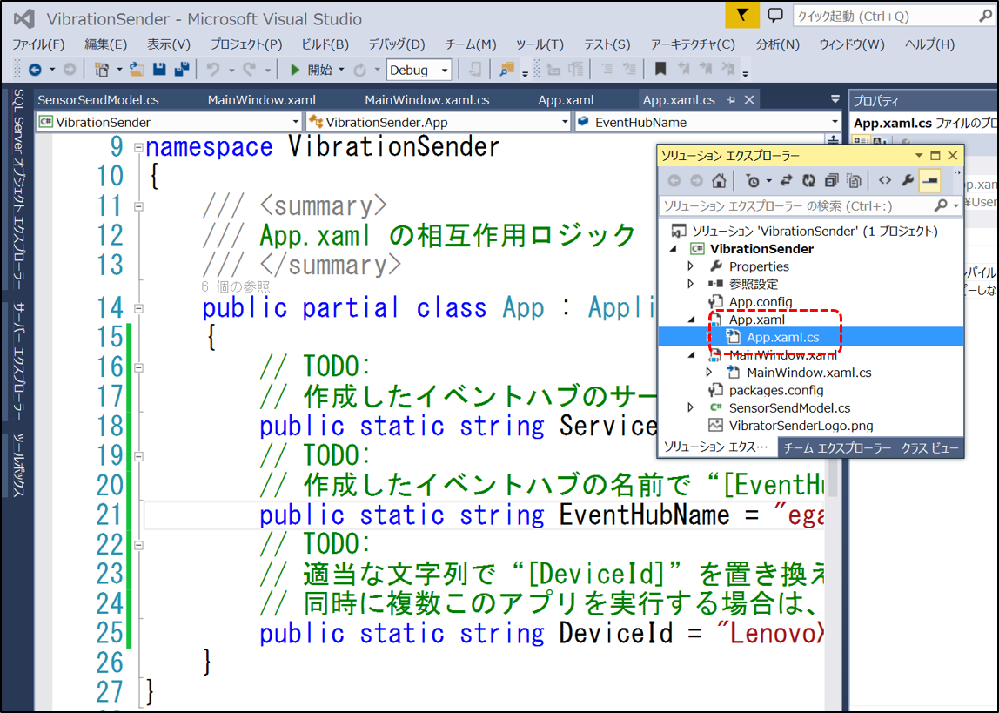 VibrationSender - Microsoft Visual Studio
クイック起動 (Ctrl+Q)
ファイル(F) 編集(E) 表示(V) プロジェクト(P) ビルド(B) デバッグ(D) チーム(M) ツール(T) テスト(S) アーキテクチャ(C) 分析(N) ウィンドウ(W) ヘルプ(H)
開始 Debug
SQL Server オブジェクト エクスプローラー
サーバー エクスプローラー
ツールボックス
SensorSendModel.cs MainWindow.xaml MainWindow.xaml.cs App.xaml App.xaml.cs
VibrationSender VibrationSender.App EventHubName
9 namespace VibrationSender
10 {
11 /// <summary>
12 /// App.xaml の相互作用ロジック
13 /// </summary>
6 個の参照
14 public partial class App : Appli
15 {
16 // TODO:
17 // 作成したイベントハブのサー
18 public static string Service
19 // TODO:
20 // 作成したイベントハブの名前で “[EventHu
21 public static string EventHubName = "ega
22 // TODO:
23 // 適当な文字列で “[DeviceId]” を置き換え
24 // 同時に複数このアプリを実行する場合は、
25 public static string DeviceId = "LenovoX
26 }
27 }
プロパティ
App.xaml.cs ファイルのプロ
ソリューション エクスプローラー
ソリューション エクスプローラー の検索 (Ctrl+:)
ソリューション 'VibrationSender' (1 プロジェクト)
VibrationSender
Properties
参照設定
App.config
App.xaml
App.xaml.cs
MainWindow.xaml
MainWindow.xaml.cs
packages.config
SensorSendModel.cs
VibratorSenderLogo.png
ソリューション エクス… チーム エクスプローラー クラス ビュー
pp.xam
¥User
パイル
ピーしな